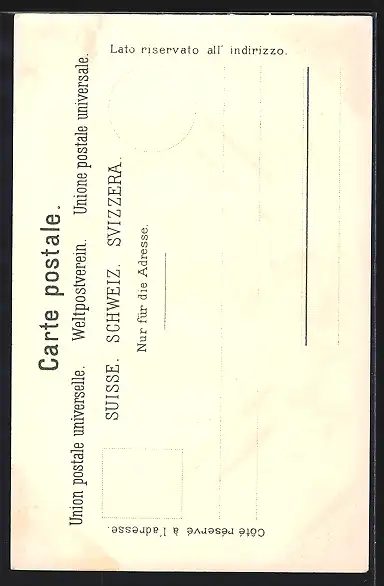 Carte postale.
Union postale universelle. Weltpostverein. Unione postale universale.
SUISSE. SCHWEIZ. SVIZZERA.
Nur für die Adresse.
Côté réservé à l'adresse.
Lato riservato all' indirizzo.